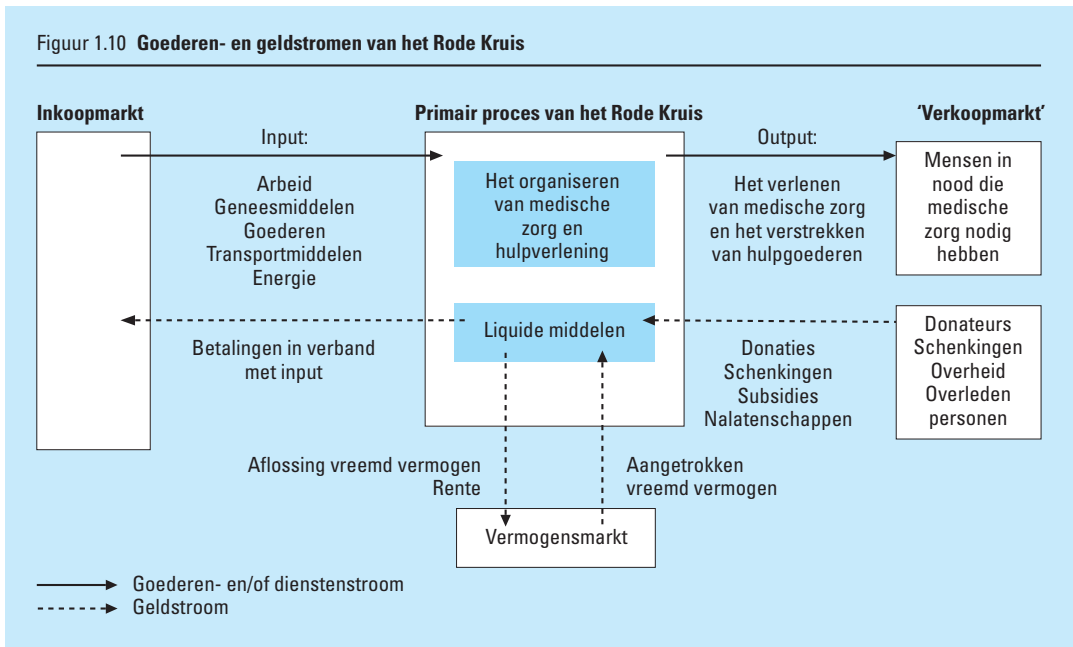 Figuur 1.10 Goederen- en geldstromen van het Rode Kruis
Inkoopmarkt
Primair proces van het Rode Kruis
'Verkoopmarkt'
Input:
Arbeid
Geneesmiddelen
Goederen
Transportmiddelen
Energie
Het organiseren
van medische
zorg en
hulpverlening
Output:
Het verlenen
van medische zorg
en het verstrekken
van hulpgoederen
Mensen in
nood die
medische
zorg nodig
hebben
Betalingen in verband
met input
Liquide middelen
Donaties
Schenkingen
Subsidies
Nalatenschappen
Donateurs
Schenkingen
Overheid
Overleden
personen
Aflossing vreemd vermogen
Rente
Aangetrokken
vreemd vermogen
Vermogensmarkt
Goederen- en/of dienstenstroom
Geldstroom